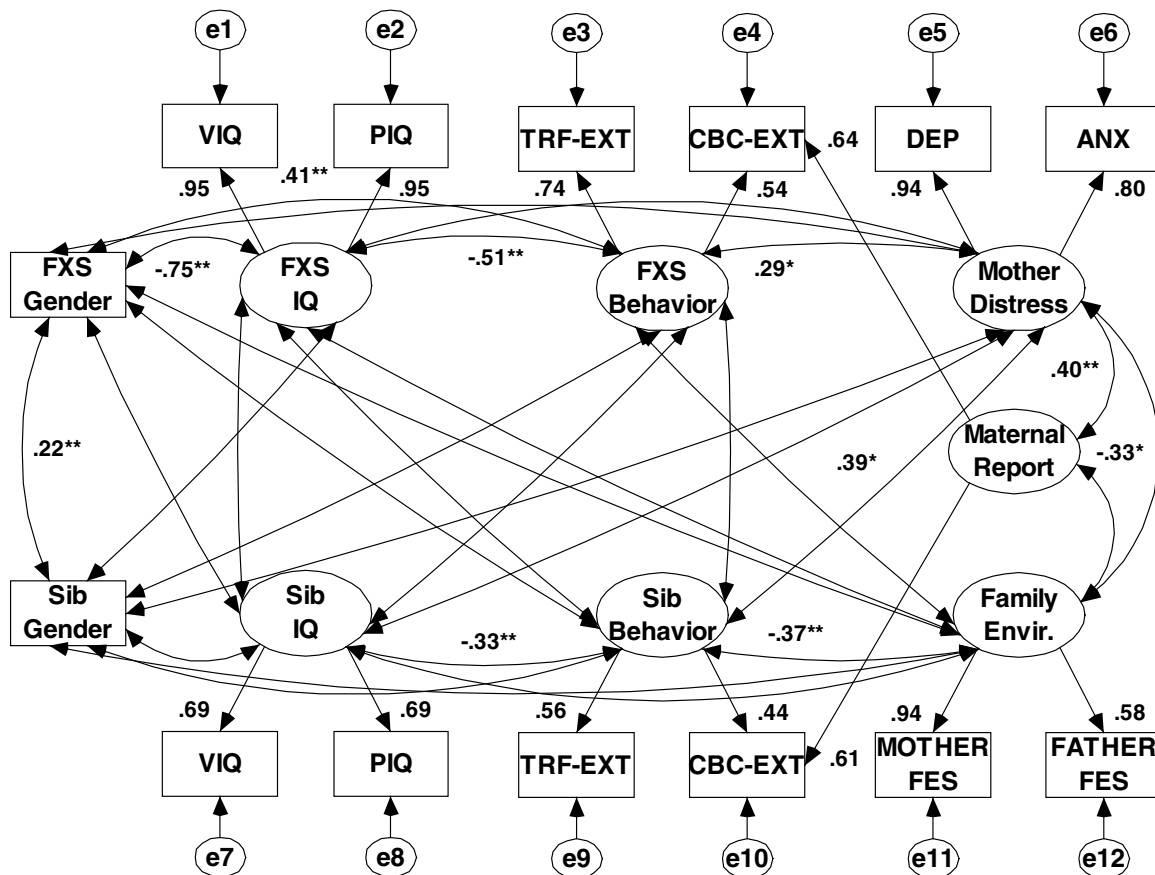 e1 e2 e3 e4 e5 e6
VIQ PIQ TRF-EXT CBC-EXT .64 DEP ANX
.95 .41** .95 .74 .54 .94 .80
FXS
Gender
-.75**
FXS
IQ
-.51**
FXS
Behavior
.29*
Mother
Distress
.40**
.22**
.39*
Maternal
Report
-.33*
Sib
Gender
Sib
IQ
-.33**
Sib
Behavior
-.37**
Family
Envir.
.69 .69 .56 .44 .94 .58
VIQ PIQ TRF-EXT CBC-EXT .61
MOTHER
FES
FATHER
FES
e7 e8 e9 e10 e11 e12